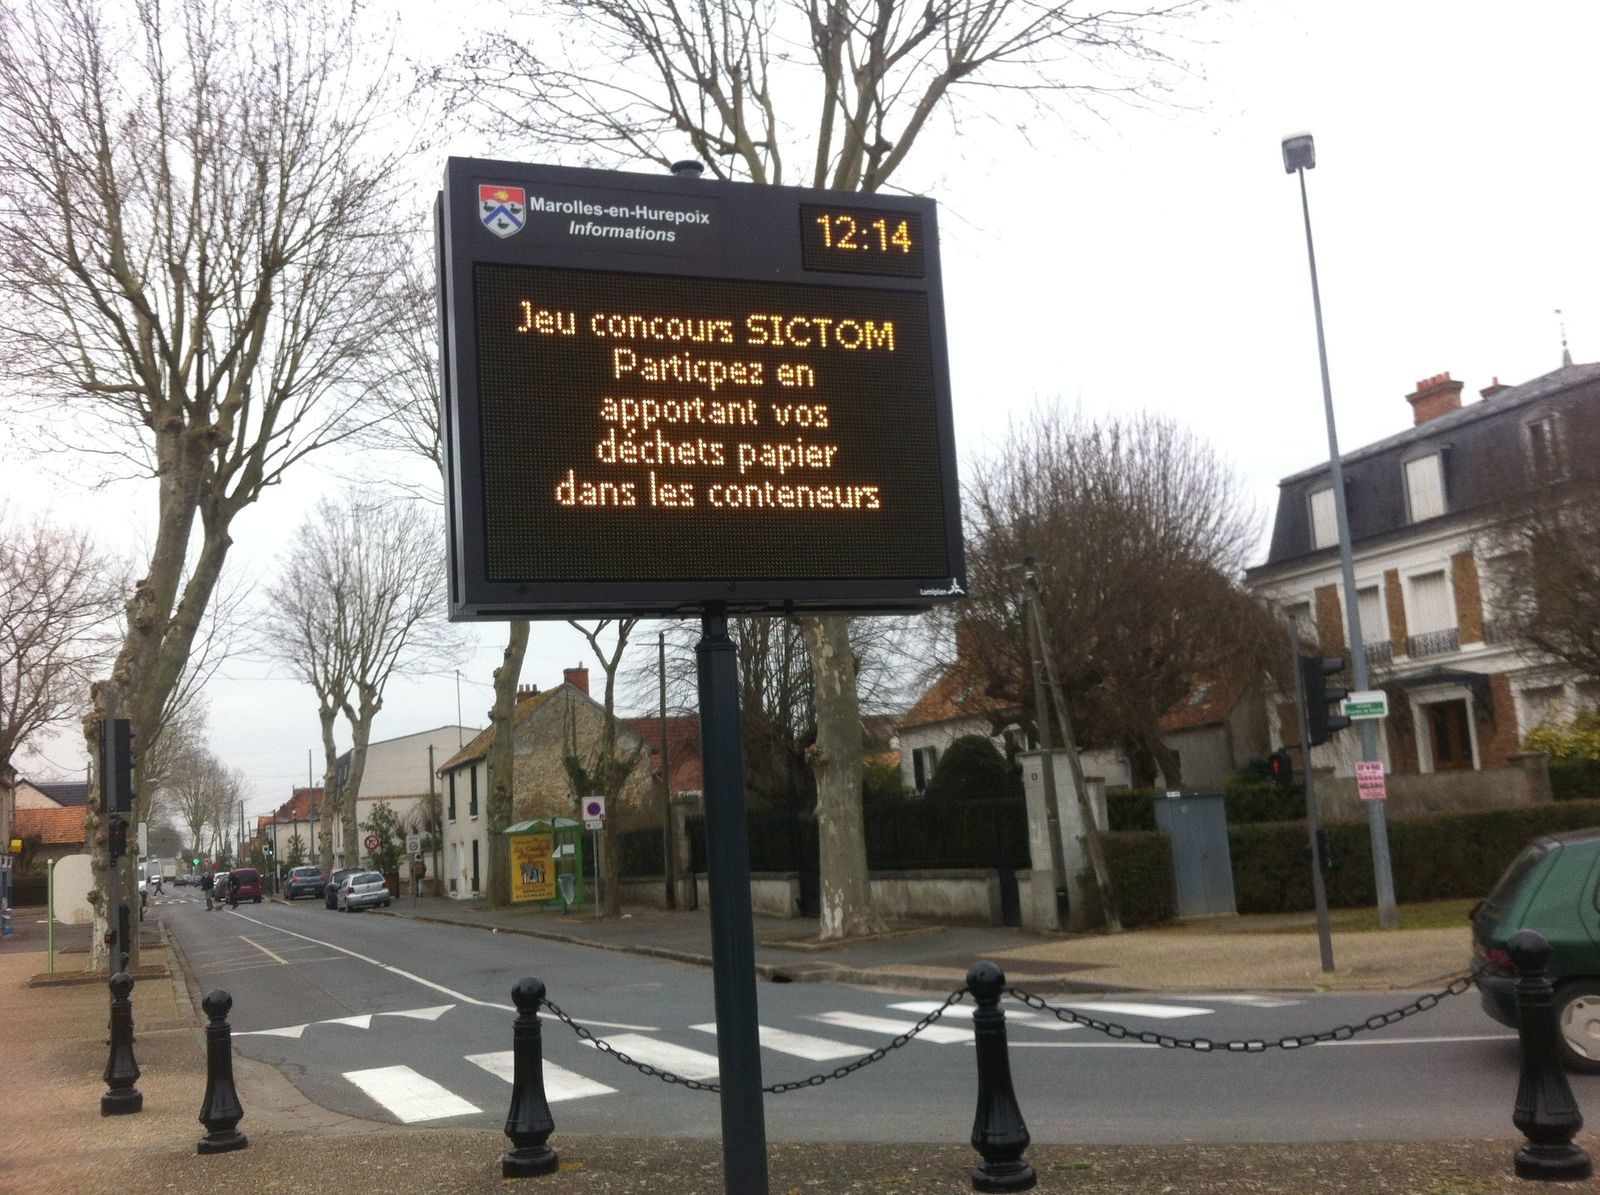 Marolles-en-Hurepoix
Informations
12:14
Jeu concours SICTOM
Particpez en
apportant vos
déchets papier
dans les conteneurs
Lumiplan